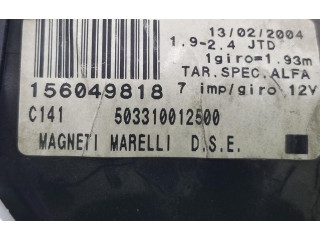 13/02/2004
1.9-2.4 JTD
1giro=1.93m
TAR.SPEC.ALFA
156049818 7 imp/giro 12V
C141 503310012500
MAGNETI MARELLI D.S.E.